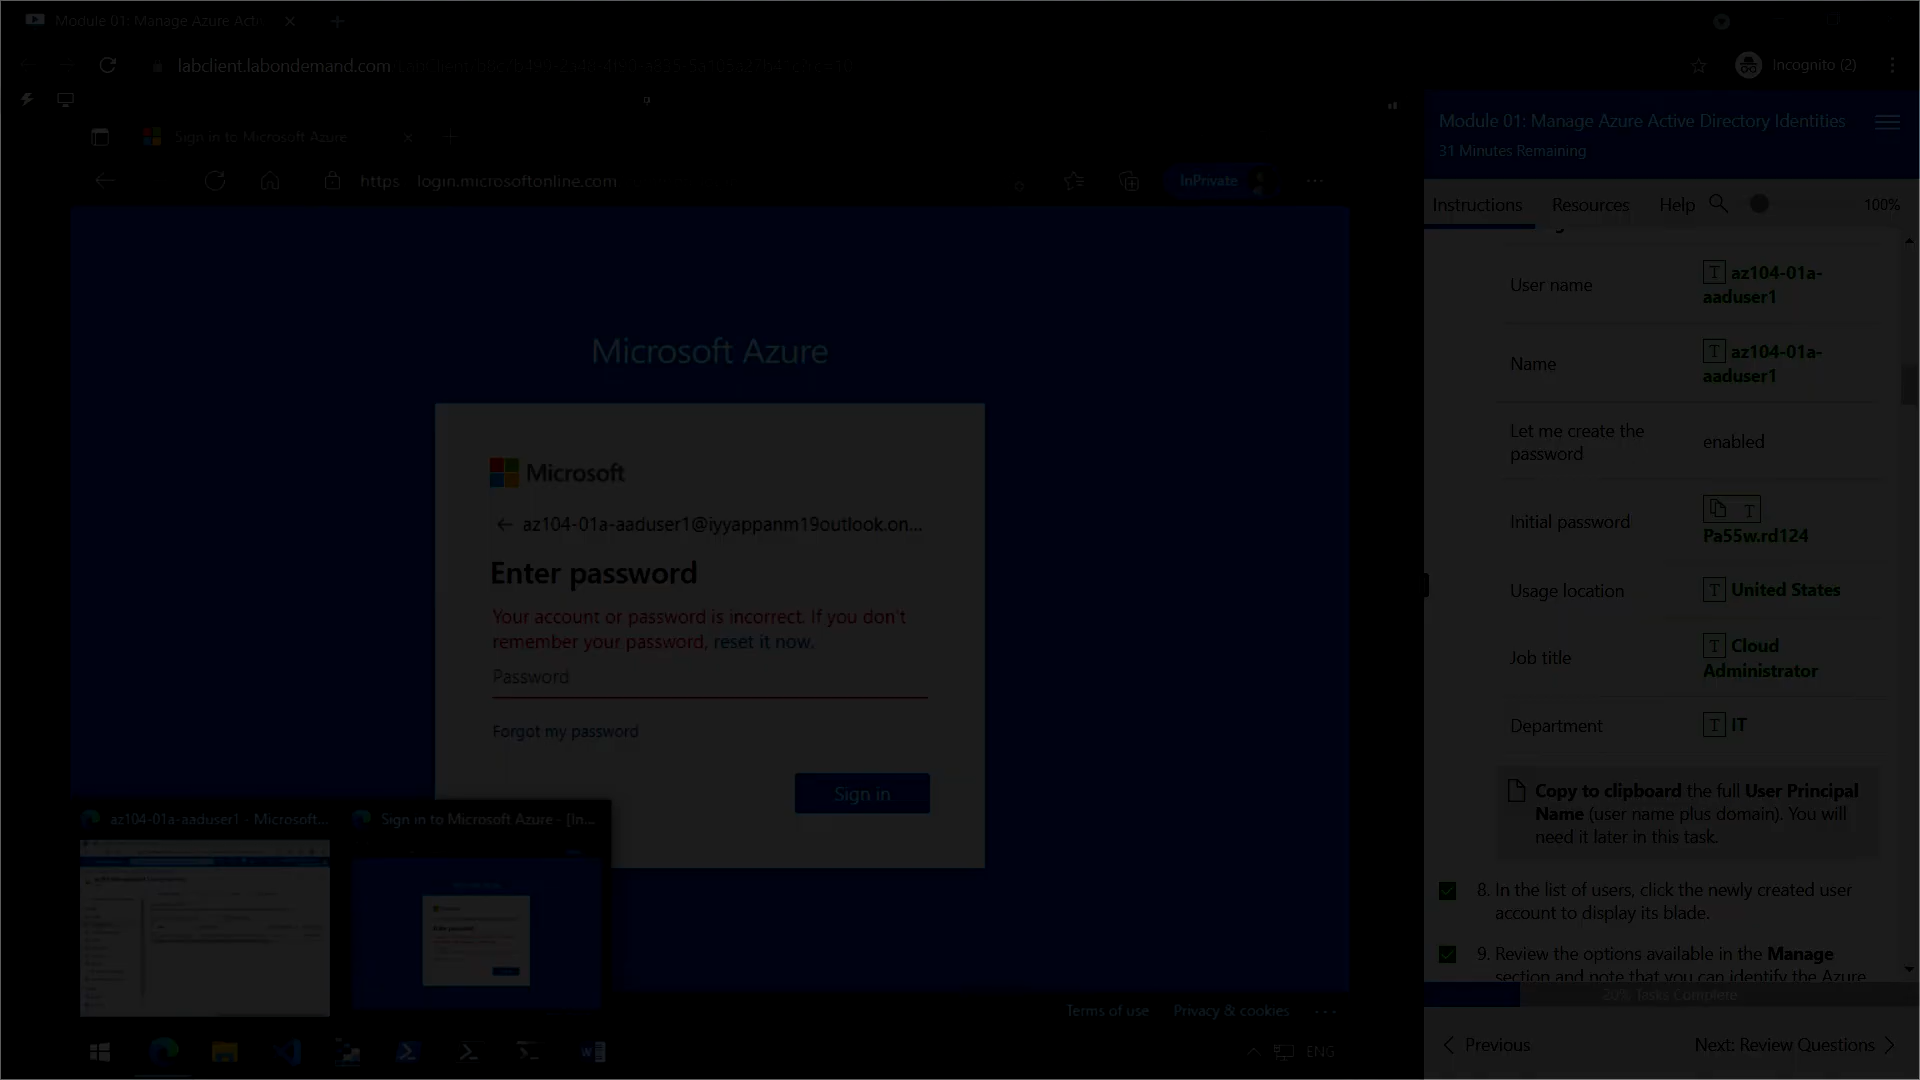 Module 01: Manage Azure Acti
labclient.labondemand.com
Incognito (2)
Sign in to Microsoft Azure
https
login.microsoftonline.com
InPrivate
Microsoft Azure
Microsoft
az104-01a-aaduser1@iyyappanm19outlook.on...
Enter password
Your account or password is incorrect. If you don't
remember your password, reset it now.
Password
Forgot my password
Sign in
az104-01a-aaduser1 - Microsoft...
Sign in to Microsoft Azure - [In...
Terms of use
Privacy & cookies
ENG
Module 01: Manage Azure Active Directory Identities
31 Minutes Remaining
Instructions
Resources
Help
100%
User name
T az104-01a-
aaduser1
Name
T az104-01a-
aaduser1
Let me create the
password
enabled
Initial password
T
Pa55w.rd124
Usage location
T United States
Job title
T Cloud
Administrator
Department
T IT
Copy to clipboard the full User Principal
Name (user name plus domain). You will
need it later in this task.
8. In the list of users, click the newly created user
account to display its blade.
9. Review the options available in the Manage
section and note that you can identify the Azure
20% Tasks Complete
Previous
Next: Review Questions